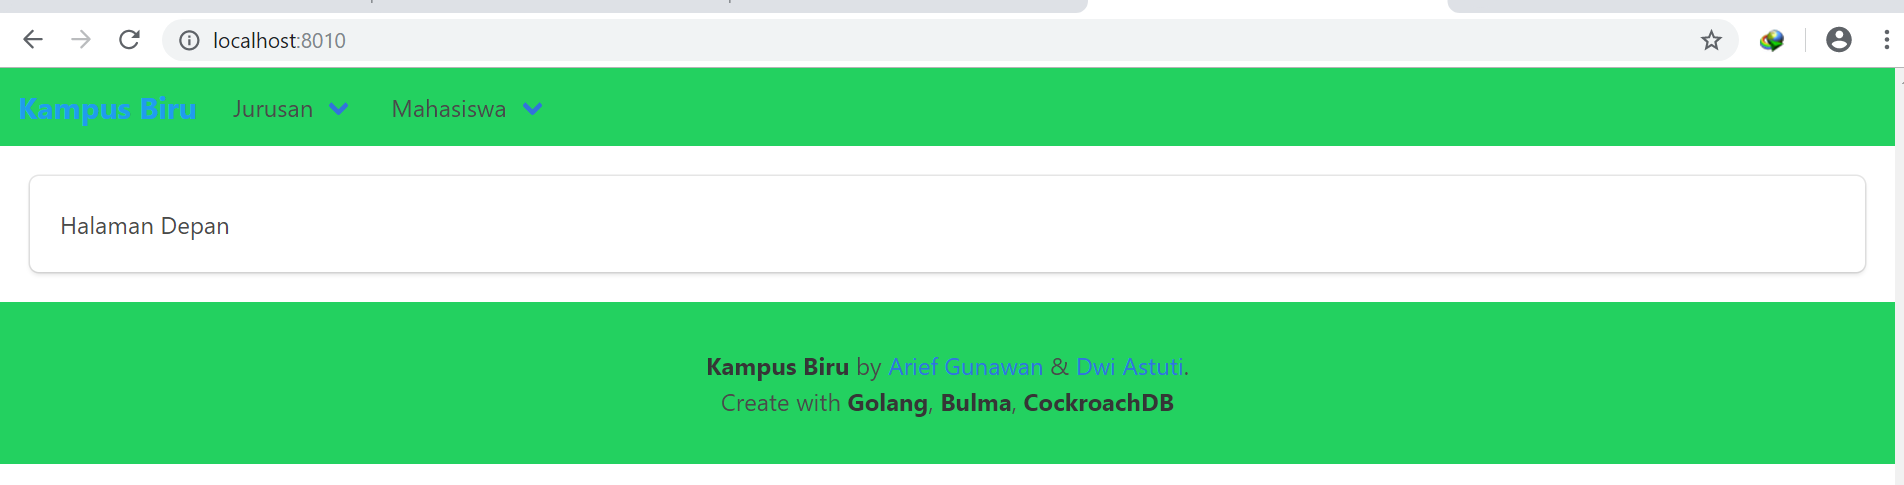 localhost:8010
Kampus Biru Jurusan Mahasiswa
Halaman Depan
Kampus Biru by Arief Gunawan & Dwi Astuti.
Create with Golang, Bulma, CockroachDB